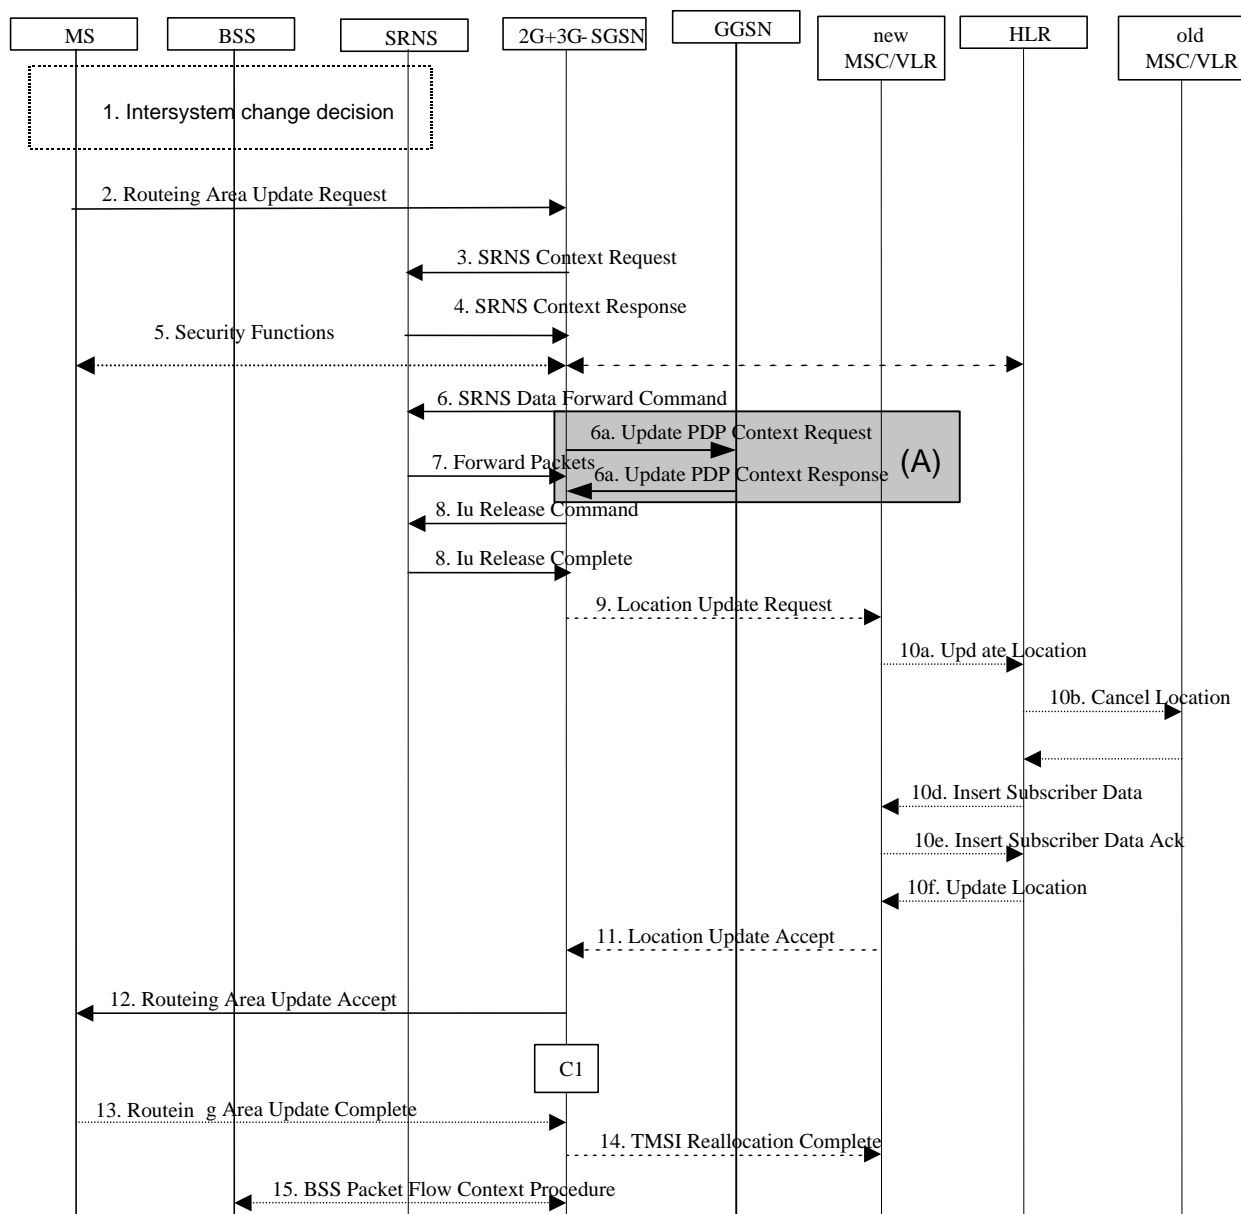 MS
BSS
SRNS
2G+3G- SGSN
GGSN
new
MSC/VLR
HLR
old
MSC/VLR
1. Intersystem change decision
2. Routeing Area Update Request
3. SRNS Context Request
4. SRNS Context Response
5. Security Functions
6. SRNS Data Forward Command
6a. Update PDP Context Request
(A)
7. Forward Packets
6a. Update PDP Context Response
8. Iu Release Command
8. Iu Release Complete
9. Location Update Request
10a. Upd ate Location
10b. Cancel Location
10d. Insert Subscriber Data
10e. Insert Subscriber Data Ack
10f. Update Location
11. Location Update Accept
12. Routeing Area Update Accept
C1
13. Routein g Area Update Complete
14. TMSI Reallocation Complete
15. BSS Packet Flow Context Procedure